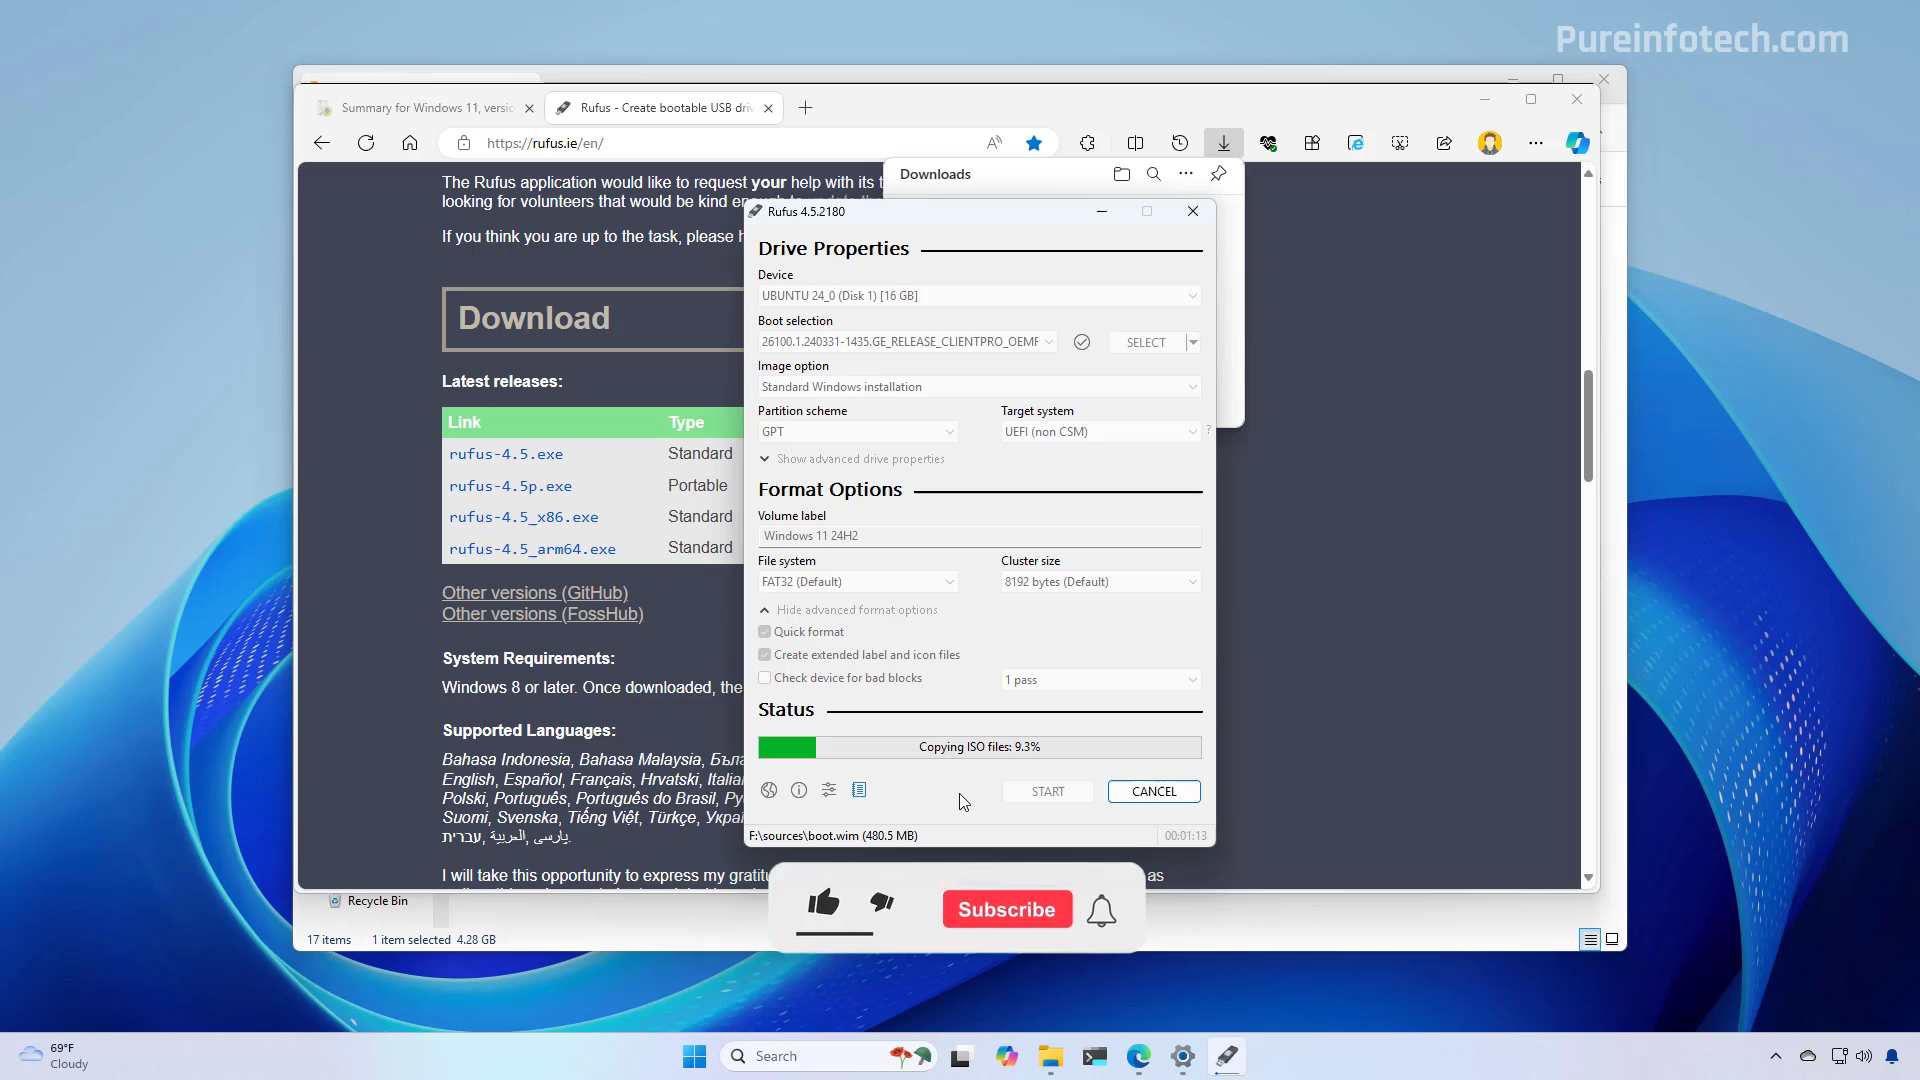 Pureinfotech.com
Summary for Windows 11, versio
Rufus - Create bootable USB driv
https://rufus.ie/en/
The Rufus application would like to request your help with its t
looking for volunteers that would be kind
If you think you are up to the task, please h
Download
Latest releases:
Link Type
rufus-4.5.exe Standard
rufus-4.5p.exe Portable
rufus-4.5_x86.exe Standard
rufus-4.5_arm64.exe Standard
Other versions (GitHub)
Other versions (FossHub)
System Requirements:
Windows 8 or later. Once downloaded, the
Supported Languages:
Bahasa Indonesia, Bahasa Malaysia, Бъла
English, Español, Français, Hrvatski, Italian
Polski, Português, Português do Brasil, Ру
Suomi, Svenska, Tiếng Việt, Türkçe, Украї
עברית, العربية, پارسی.
I will take this opportunity to express my gratitu
as
Downloads
Rufus 4.5.2180
Drive Properties
Device
UBUNTU 24_0 (Disk 1) [16 GB]
Boot selection
26100.1.240331-1435.GE_RELEASE_CLIENTPRO_OEMF
SELECT
Image option
Standard Windows installation
Partition scheme Target system
GPT UEFI (non CSM) ?
Show advanced drive properties
Format Options
Volume label
Windows 11 24H2
File system Cluster size
FAT32 (Default) 8192 bytes (Default)
Hide advanced format options
Quick format
Create extended label and icon files
Check device for bad blocks 1 pass
Status
Copying ISO files: 9.3%
START CANCEL
F:\sources\boot.wim (480.5 MB) 00:01:13
Recycle Bin
Subscribe
17 items 1 item selected 4.28 GB
69°F
Cloudy
Search